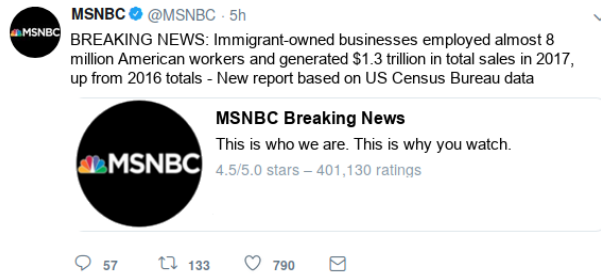 MSNBC
MSNBC @MSNBC · 5h
BREAKING NEWS: Immigrant-owned businesses employed almost 8
million American workers and generated $1.3 trillion in total sales in 2017,
up from 2016 totals - New report based on US Census Bureau data
MSNBC
MSNBC Breaking News
This is who we are. This is why you watch.
4.5/5.0 stars – 401,130 ratings
57 133 790